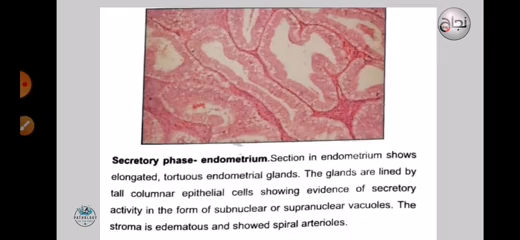 نجاح
Secretory phase- endometrium.Section in endometrium shows
elongated, tortuous endometrial glands. The glands are lined by
tall columnar epithelial cells showing evidence of secretory
activity in the form of subnuclear or supranuclear vacuoles. The
stroma is edematous and showed spiral arterioles.
PATHOLOGY